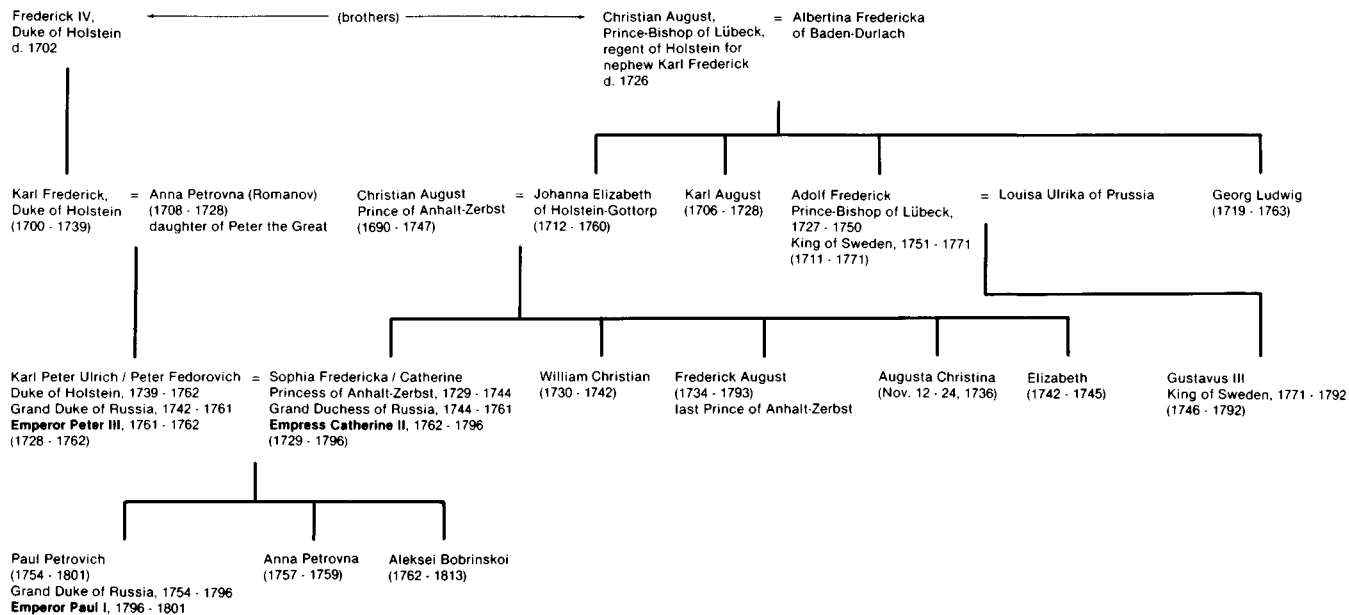 Frederick IV,
Duke of Holstein
d. 1702
(brothers)
Christian August,
Prince-Bishop of Lübeck,
regent of Holstein for
nephew Karl Frederick
d. 1726
= Albertina Fredericka
of Baden-Durlach
Karl Frederick,
Duke of Holstein
(1700 - 1739)
= Anna Petrovna (Romanov)
(1708 - 1728)
daughter of Peter the Great
Christian August
Prince of Anhalt-Zerbst
(1690 - 1747)
= Johanna Elizabeth
of Holstein-Gottorp
(1712 - 1760)
Karl August
(1706 - 1728)
Adolf Frederick
Prince-Bishop of Lübeck,
1727 - 1750
King of Sweden, 1751 - 1771
(1711 - 1771)
= Louisa Ulrika of Prussia
Georg Ludwig
(1719 - 1763)
Karl Peter Ulrich / Peter Fedorovich
Duke of Holstein, 1739 - 1762
Grand Duke of Russia, 1742 - 1761
Emperor Peter III, 1761 - 1762
(1728 - 1762)
= Sophia Fredericka / Catherine
Princess of Anhalt-Zerbst, 1729 - 1744
Grand Duchess of Russia, 1744 - 1761
Empress Catherine II, 1762 - 1796
(1729 - 1796)
William Christian
(1730 - 1742)
Frederick August
(1734 - 1793)
last Prince of Anhalt-Zerbst
Augusta Christina
(Nov. 12 - 24, 1736)
Elizabeth
(1742 - 1745)
Gustavus III
King of Sweden, 1771 - 1792
(1746 - 1792)
Paul Petrovich
(1754 - 1801)
Grand Duke of Russia, 1754 - 1796
Emperor Paul I, 1796 - 1801
Anna Petrovna
(1757 - 1759)
Aleksei Bobrinskoi
(1762 - 1813)